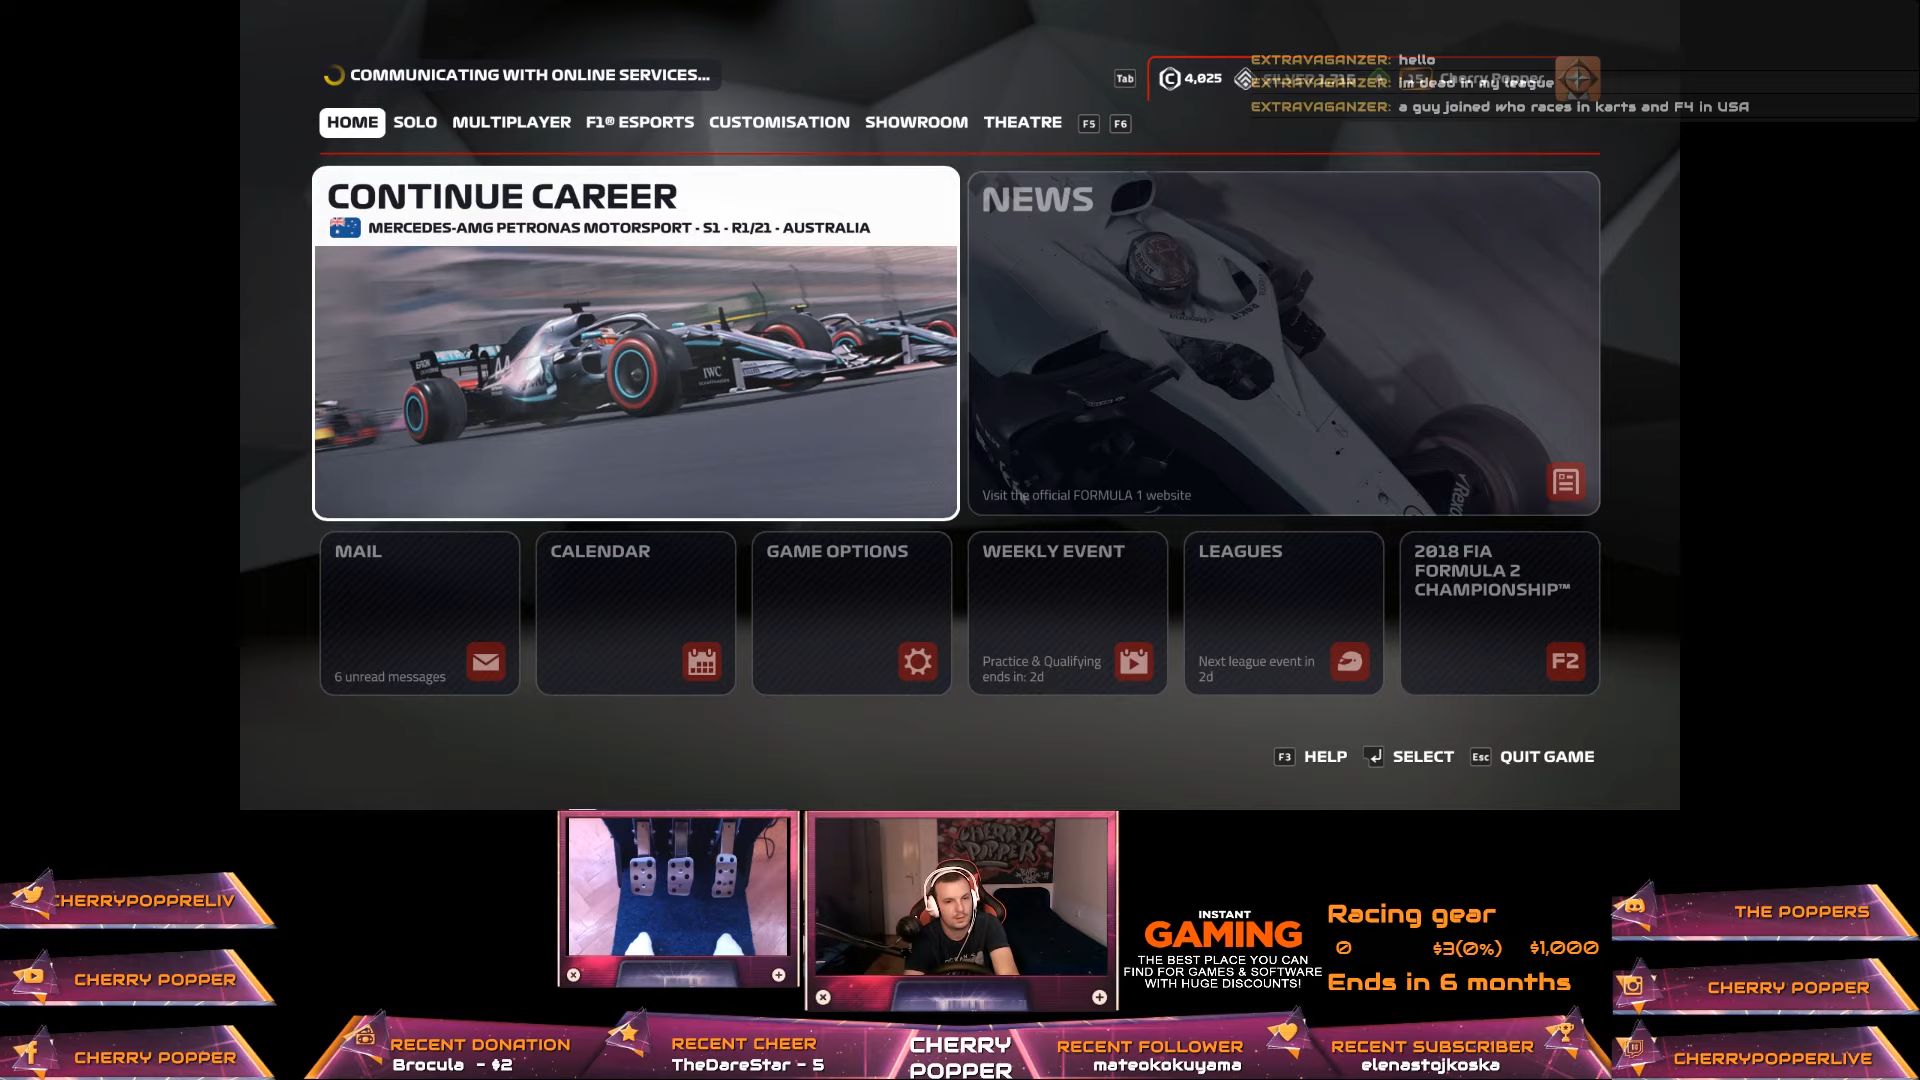 COMMUNICATING WITH ONLINE SERVICES...
Tab
4,025
Cherry Popper
EXTRAVAGANZER: hello
EXTRAVAGANZER: Im dead in my league
EXTRAVAGANZER: a guy joined who races in karts and F4 in USA
HOME SOLO MULTIPLAYER F1® ESPORTS CUSTOMISATION SHOWROOM THEATRE F5 F6
CONTINUE CAREER
MERCEDES-AMG PETRONAS MOTORSPORT - S1 - R1/21 - AUSTRALIA
IWC
NEWS
Visit the official FORMULA 1 website
MAIL
6 unread messages
CALENDAR
GAME OPTIONS
WEEKLY EVENT
Practice & Qualifying
ends in: 2d
LEAGUES
Next league event in
2d
2018 FIA
FORMULA 2
CHAMPIONSHIP™
F2
F3 HELP SELECT Esc QUIT GAME
CHERRY
POPPER
CHERRYPOPPRELIV
CHERRY POPPER
CHERRY POPPER
INSTANT
GAMING
THE BEST PLACE YOU CAN
FIND FOR GAMES & SOFTWARE
WITH HUGE DISCOUNTS!
Racing gear
0 $3(0%) $1,000
Ends in 6 months
THE POPPERS
CHERRY POPPER
CHERRYPOPPERLIVE
RECENT DONATION
Brocula - $2
RECENT CHEER
TheDareStar - 5
CHERRY
POPPER
RECENT FOLLOWER
mateokokuyama
RECENT SUBSCRIBER
elenastojkoska